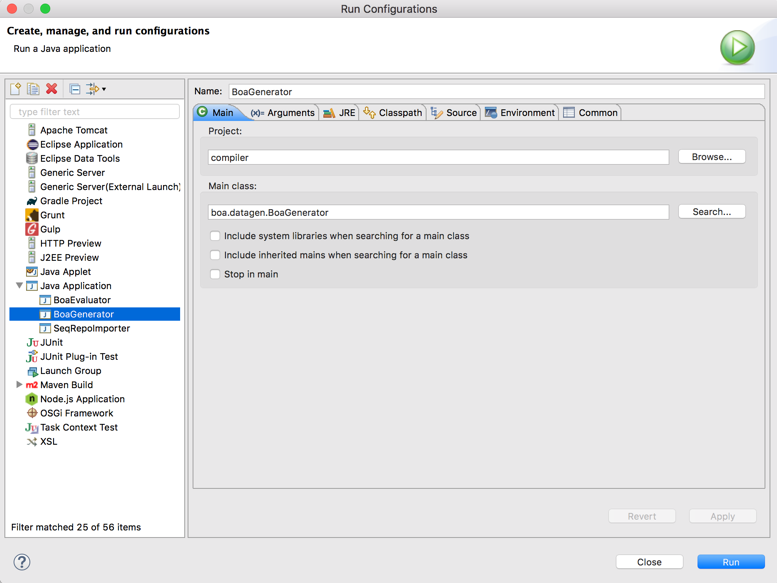 Run Configurations
Create, manage, and run configurations
Run a Java application
type filter text
Apache Tomcat
Eclipse Application
Eclipse Data Tools
Generic Server
Generic Server(External Launch)
Gradle Project
Grunt
Gulp
HTTP Preview
J2EE Preview
Java Applet
Java Application
BoaEvaluator
BoaGenerator
SeqRepoImporter
JUnit
JUnit Plug-in Test
Launch Group
m2 Maven Build
Node.js Application
OSGi Framework
Task Context Test
XSL
Filter matched 25 of 56 items
Name: BoaGenerator
Main (x)= Arguments JRE Classpath Source Environment Common
Project:
compiler Browse...
Main class:
boa.datagen.BoaGenerator Search...
Include system libraries when searching for a main class
Include inherited mains when searching for a main class
Stop in main
Revert Apply
? Close Run